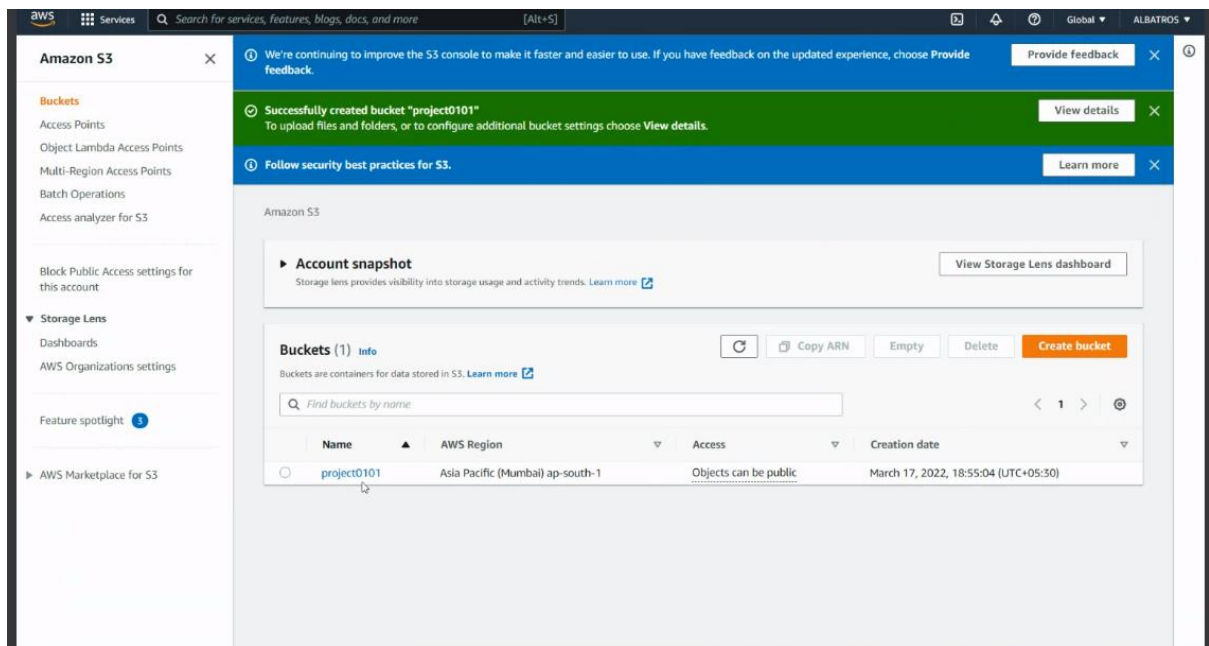 aws
Services
Search for services, features, blogs, docs, and more
[Alt+S]
Global
ALBATROS
Amazon S3
Buckets
Access Points
Object Lambda Access Points
Multi-Region Access Points
Batch Operations
Access analyzer for S3
Block Public Access settings for
this account
Storage Lens
Dashboards
AWS Organizations settings
Feature spotlight 3
AWS Marketplace for S3
We're continuing to improve the S3 console to make it faster and easier to use. If you have feedback on the updated experience, choose Provide
feedback.
Provide feedback
Successfully created bucket "project0101"
To upload files and folders, or to configure additional bucket settings choose View details.
View details
Follow security best practices for S3.
Learn more
Amazon S3
Account snapshot
Storage lens provides visibility into storage usage and activity trends. Learn more
View Storage Lens dashboard
Buckets (1) Info
Buckets are containers for data stored in S3. Learn more
Copy ARN
Empty
Delete
Create bucket
Find buckets by name
1
Name AWS Region Access Creation date
project0101 Asia Pacific (Mumbai) ap-south-1 Objects can be public March 17, 2022, 18:55:04 (UTC+05:30)